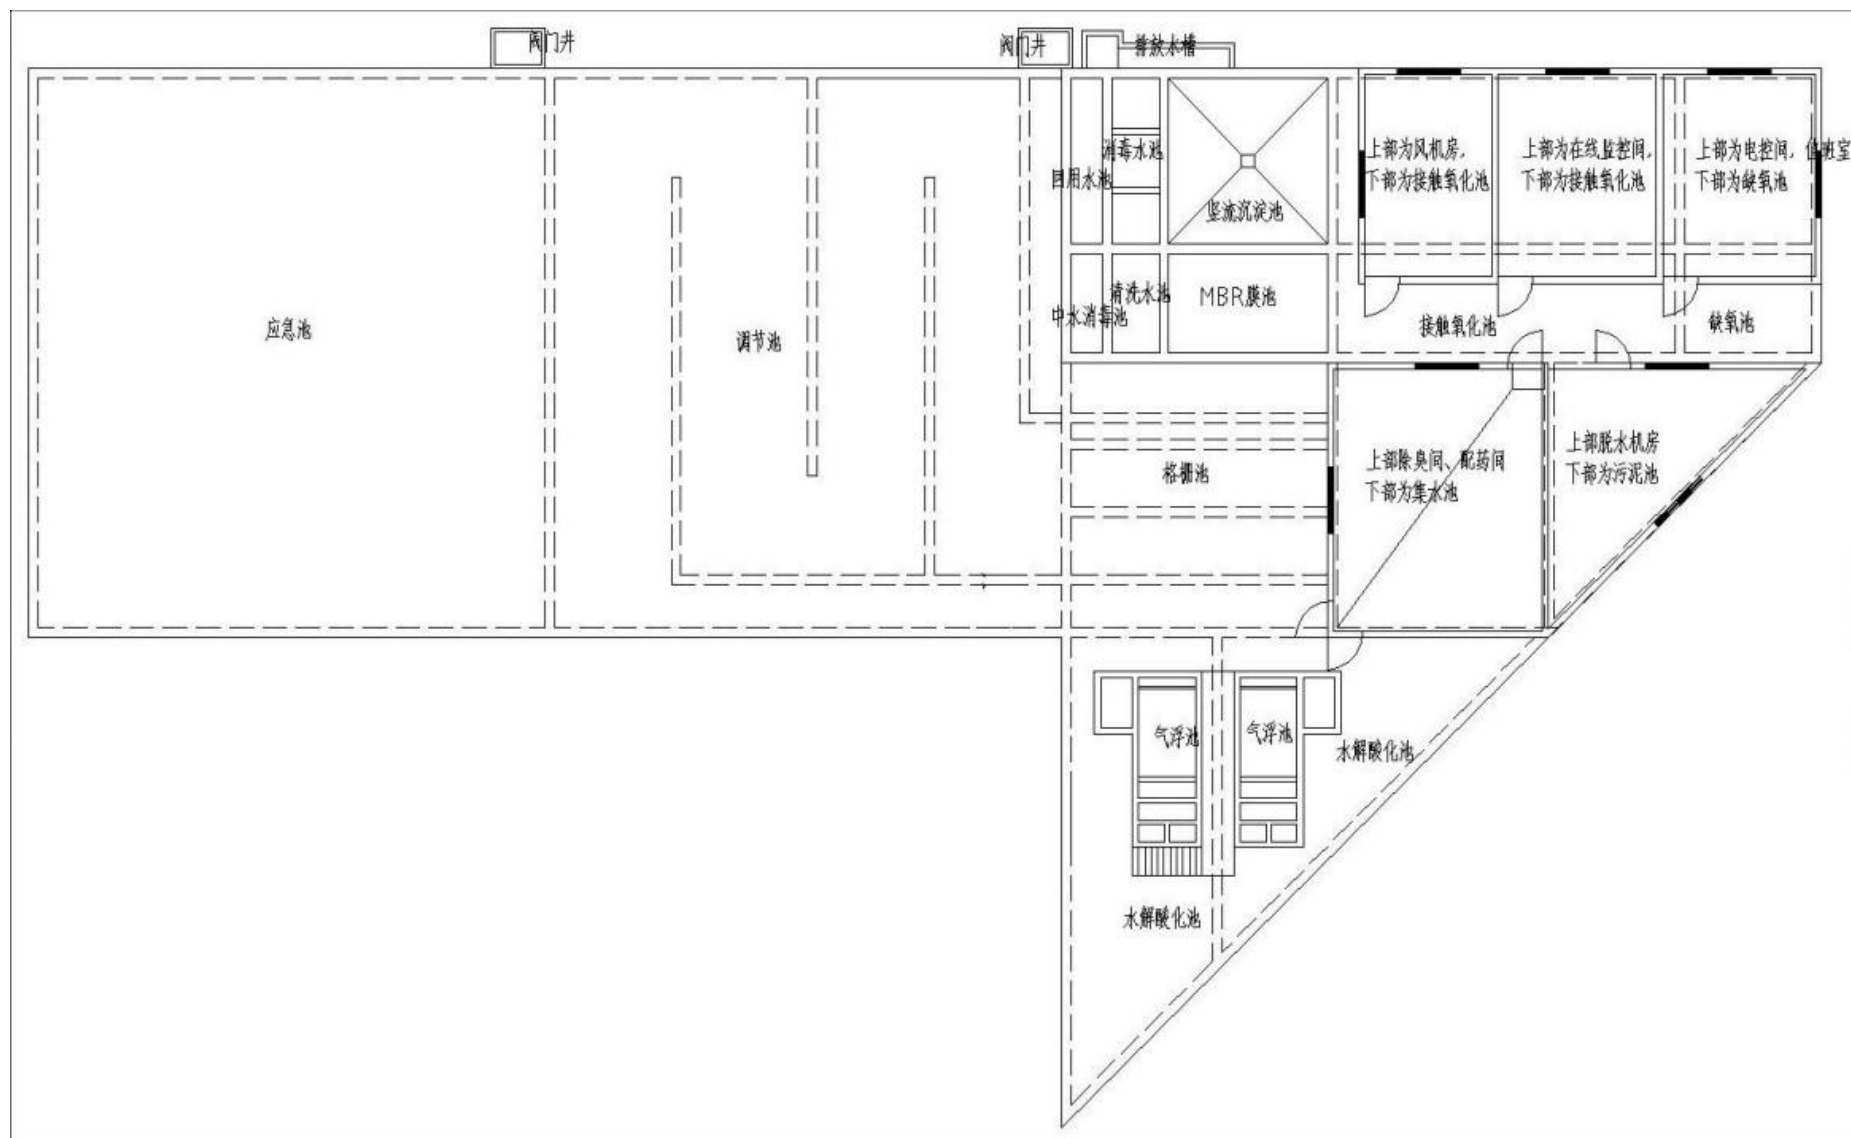 阀门井
阀门井
排放水槽
消毒水池
回用水池
竖流沉淀池
上部为风机房，
下部为接触氧化池
上部为在线监控间，
下部为接触氧化池
上部为电控间，值班室
下部为缺氧池
应急池
调节池
中水消毒池
清洗水池
MBR膜池
接触氧化池
缺氧池
格栅池
上部除臭间、配药间
下部为集水池
上部脱水机房
下部为污泥池
气浮池
气浮池
水解酸化池
水解酸化池